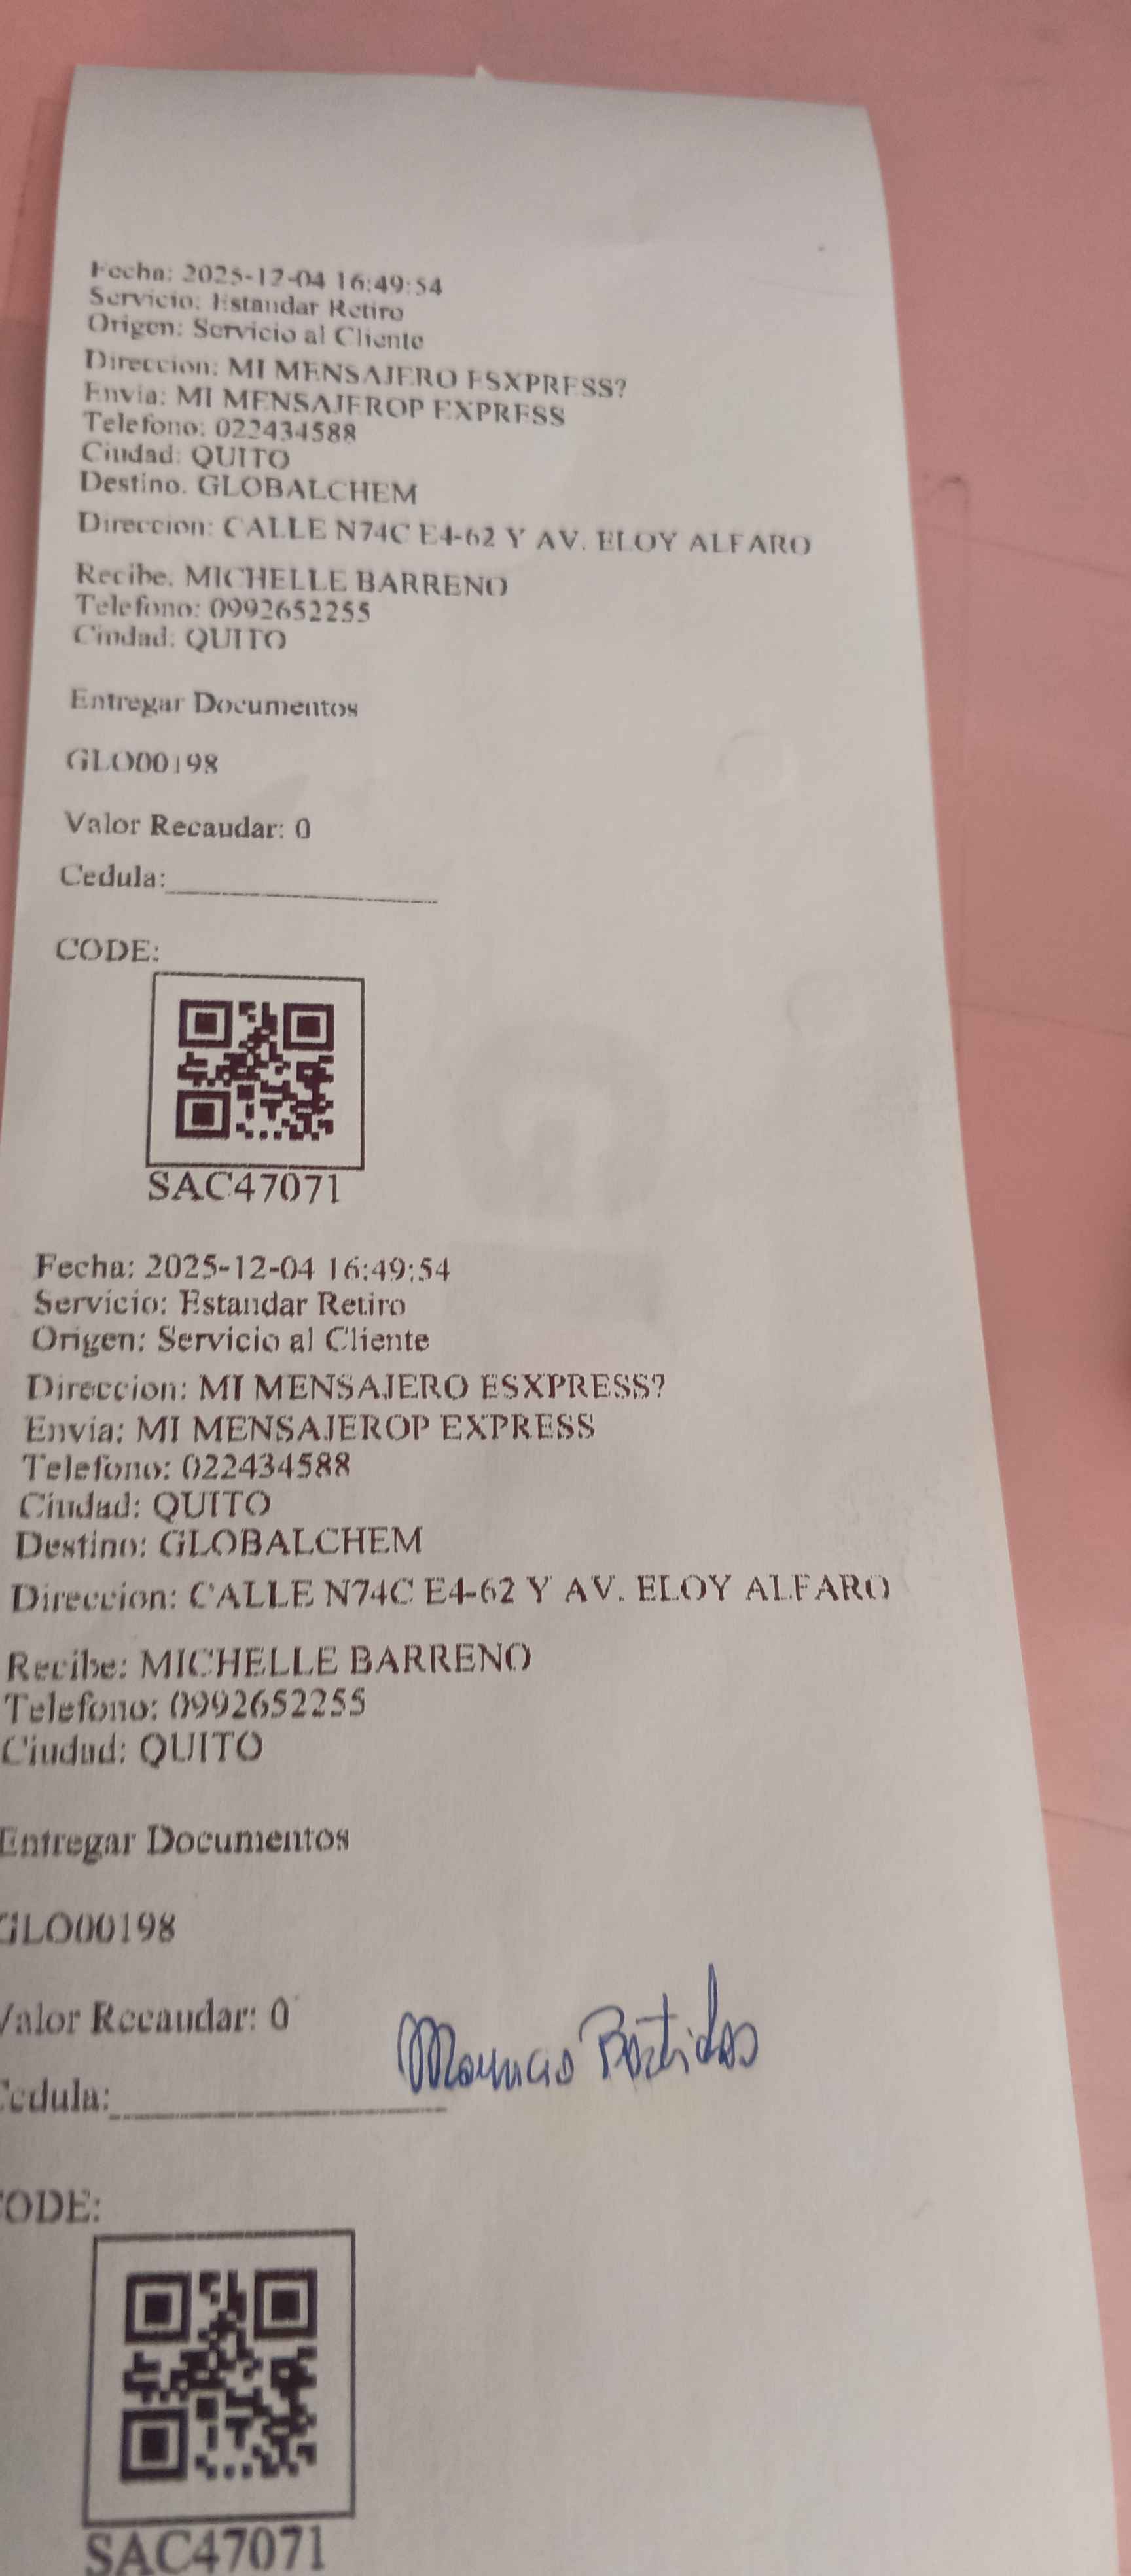 Fecha: 2025-12-04 16:49:54
Servicio: Estandar Retiro
Origen: Servicio al Cliente
Direccion: MI MENSAJERO ESXPRESS?
Envia: MI MENSAJEROP EXPRESS
Telefono: 022434588
Ciudad: QUITO
Destino: GLOBALCHEM
Direccion: CALLE N74C E4-62 Y AV. ELOY ALFARO
Recibe: MICHELLE BARRENO
Telefono: 0992652255
Ciudad: QUITO
Entregar Documentos
GLO00198
Valor Recaudar: 0
Cedula:
CODE:
SAC47071
Fecha: 2025-12-04 16:49:54
Servicio: Estandar Retiro
Origen: Servicio al Cliente
Direccion: MI MENSAJERO ESXPRESS?
Envia: MI MENSAJEROP EXPRESS
Telefono: 022434588
Ciudad: QUITO
Destino: GLOBALCHEM
Direccion: CALLE N74C E4-62 Y AV. ELOY ALFARO
Recibe: MICHELLE BARRENO
Telefono: 0992652255
Ciudad: QUITO
Entregar Documentos
GLO00198
Valor Recaudar: 0
Mauricio Bastidas
Cedula:
CODE:
SAC47071